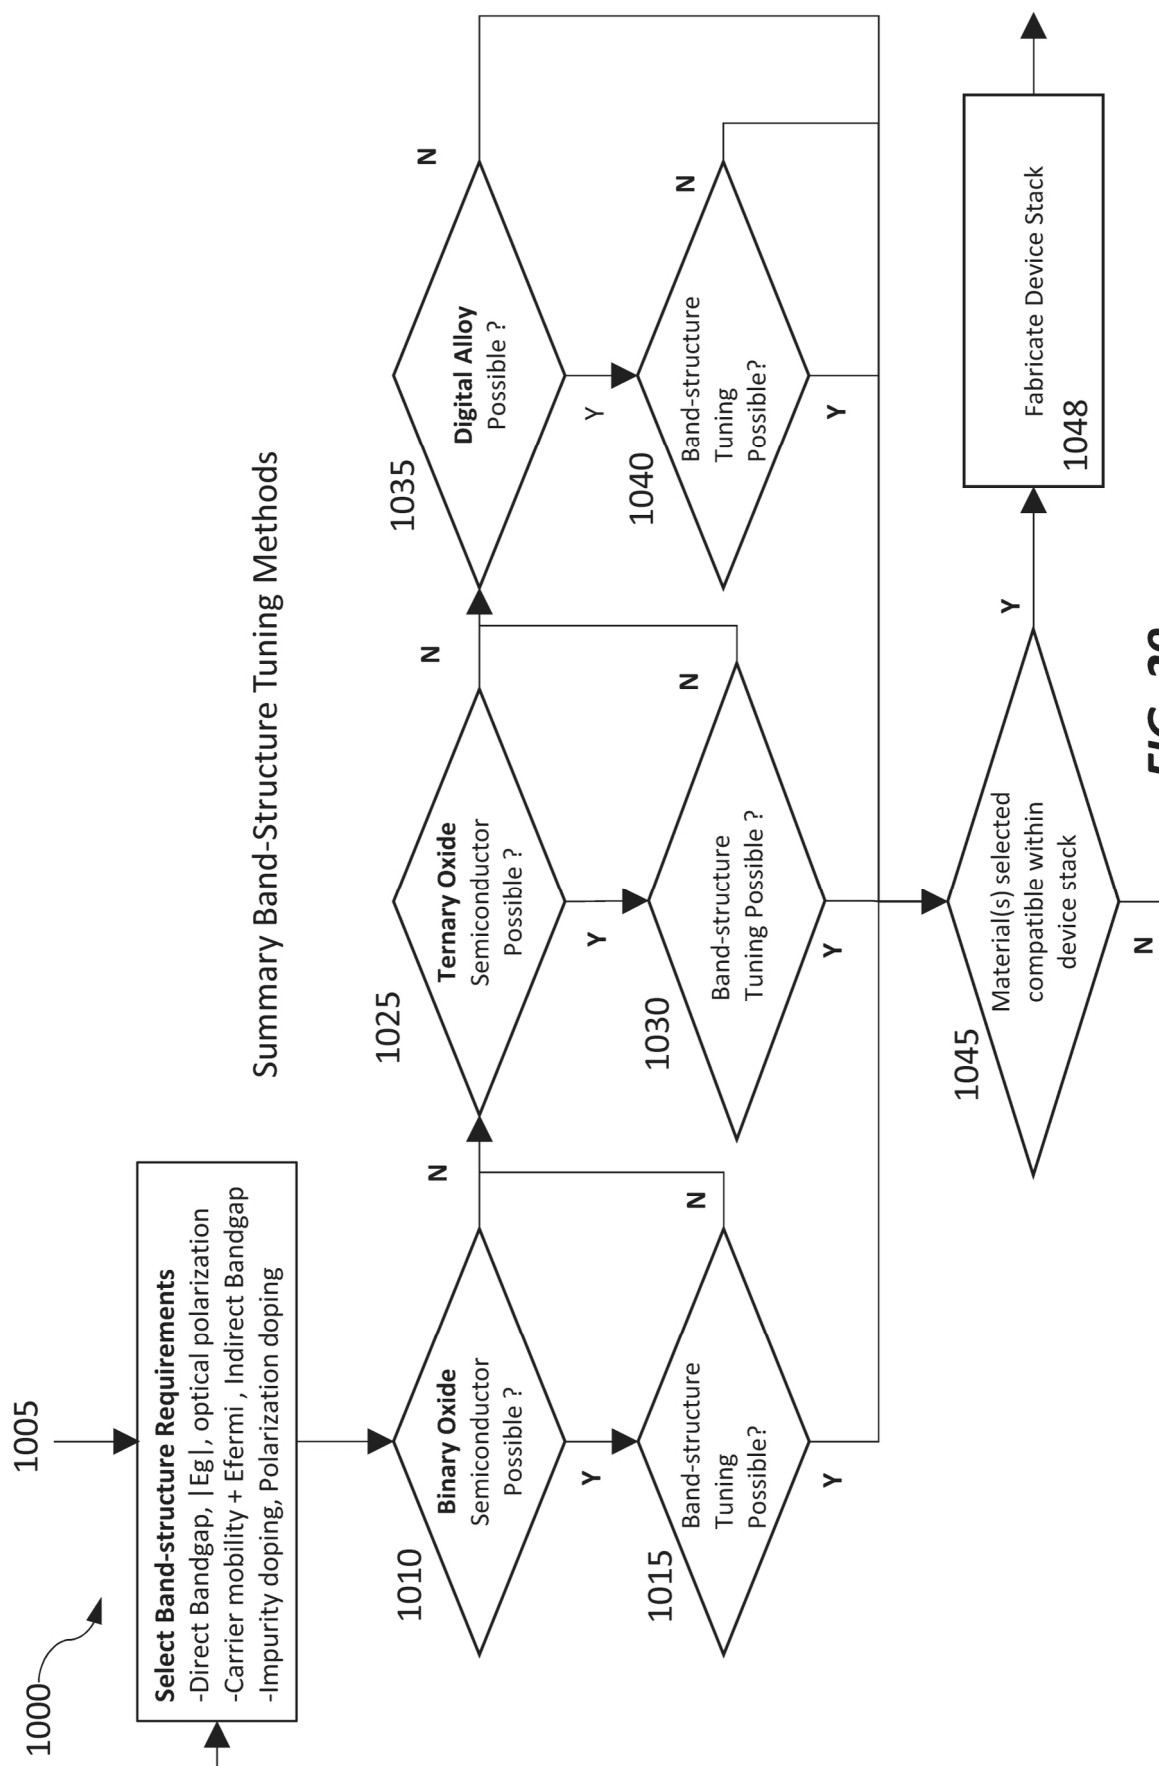 Summary Band-Structure Tuning Methods
1000
1005
Select Band-structure Requirements
-Direct Bandgap, |Eg|, optical polarization
-Carrier mobility + Efermi , Indirect Bandgap
-Impurity doping, Polarization doping
1010
Binary Oxide
Semiconductor
Possible ?
N
Y
1015
Band-structure
Tuning
Possible?
N
Y
1025
Ternary Oxide
Semiconductor
Possible ?
N
Y
1030
Band-structure
Tuning Possible ?
N
Y
1035
Digital Alloy
Possible ?
N
Y
1040
Band-structure
Tuning
Possible?
N
Y
1045
Material(s) selected
compatible within
device stack
Y
N
Fabricate Device Stack
1048